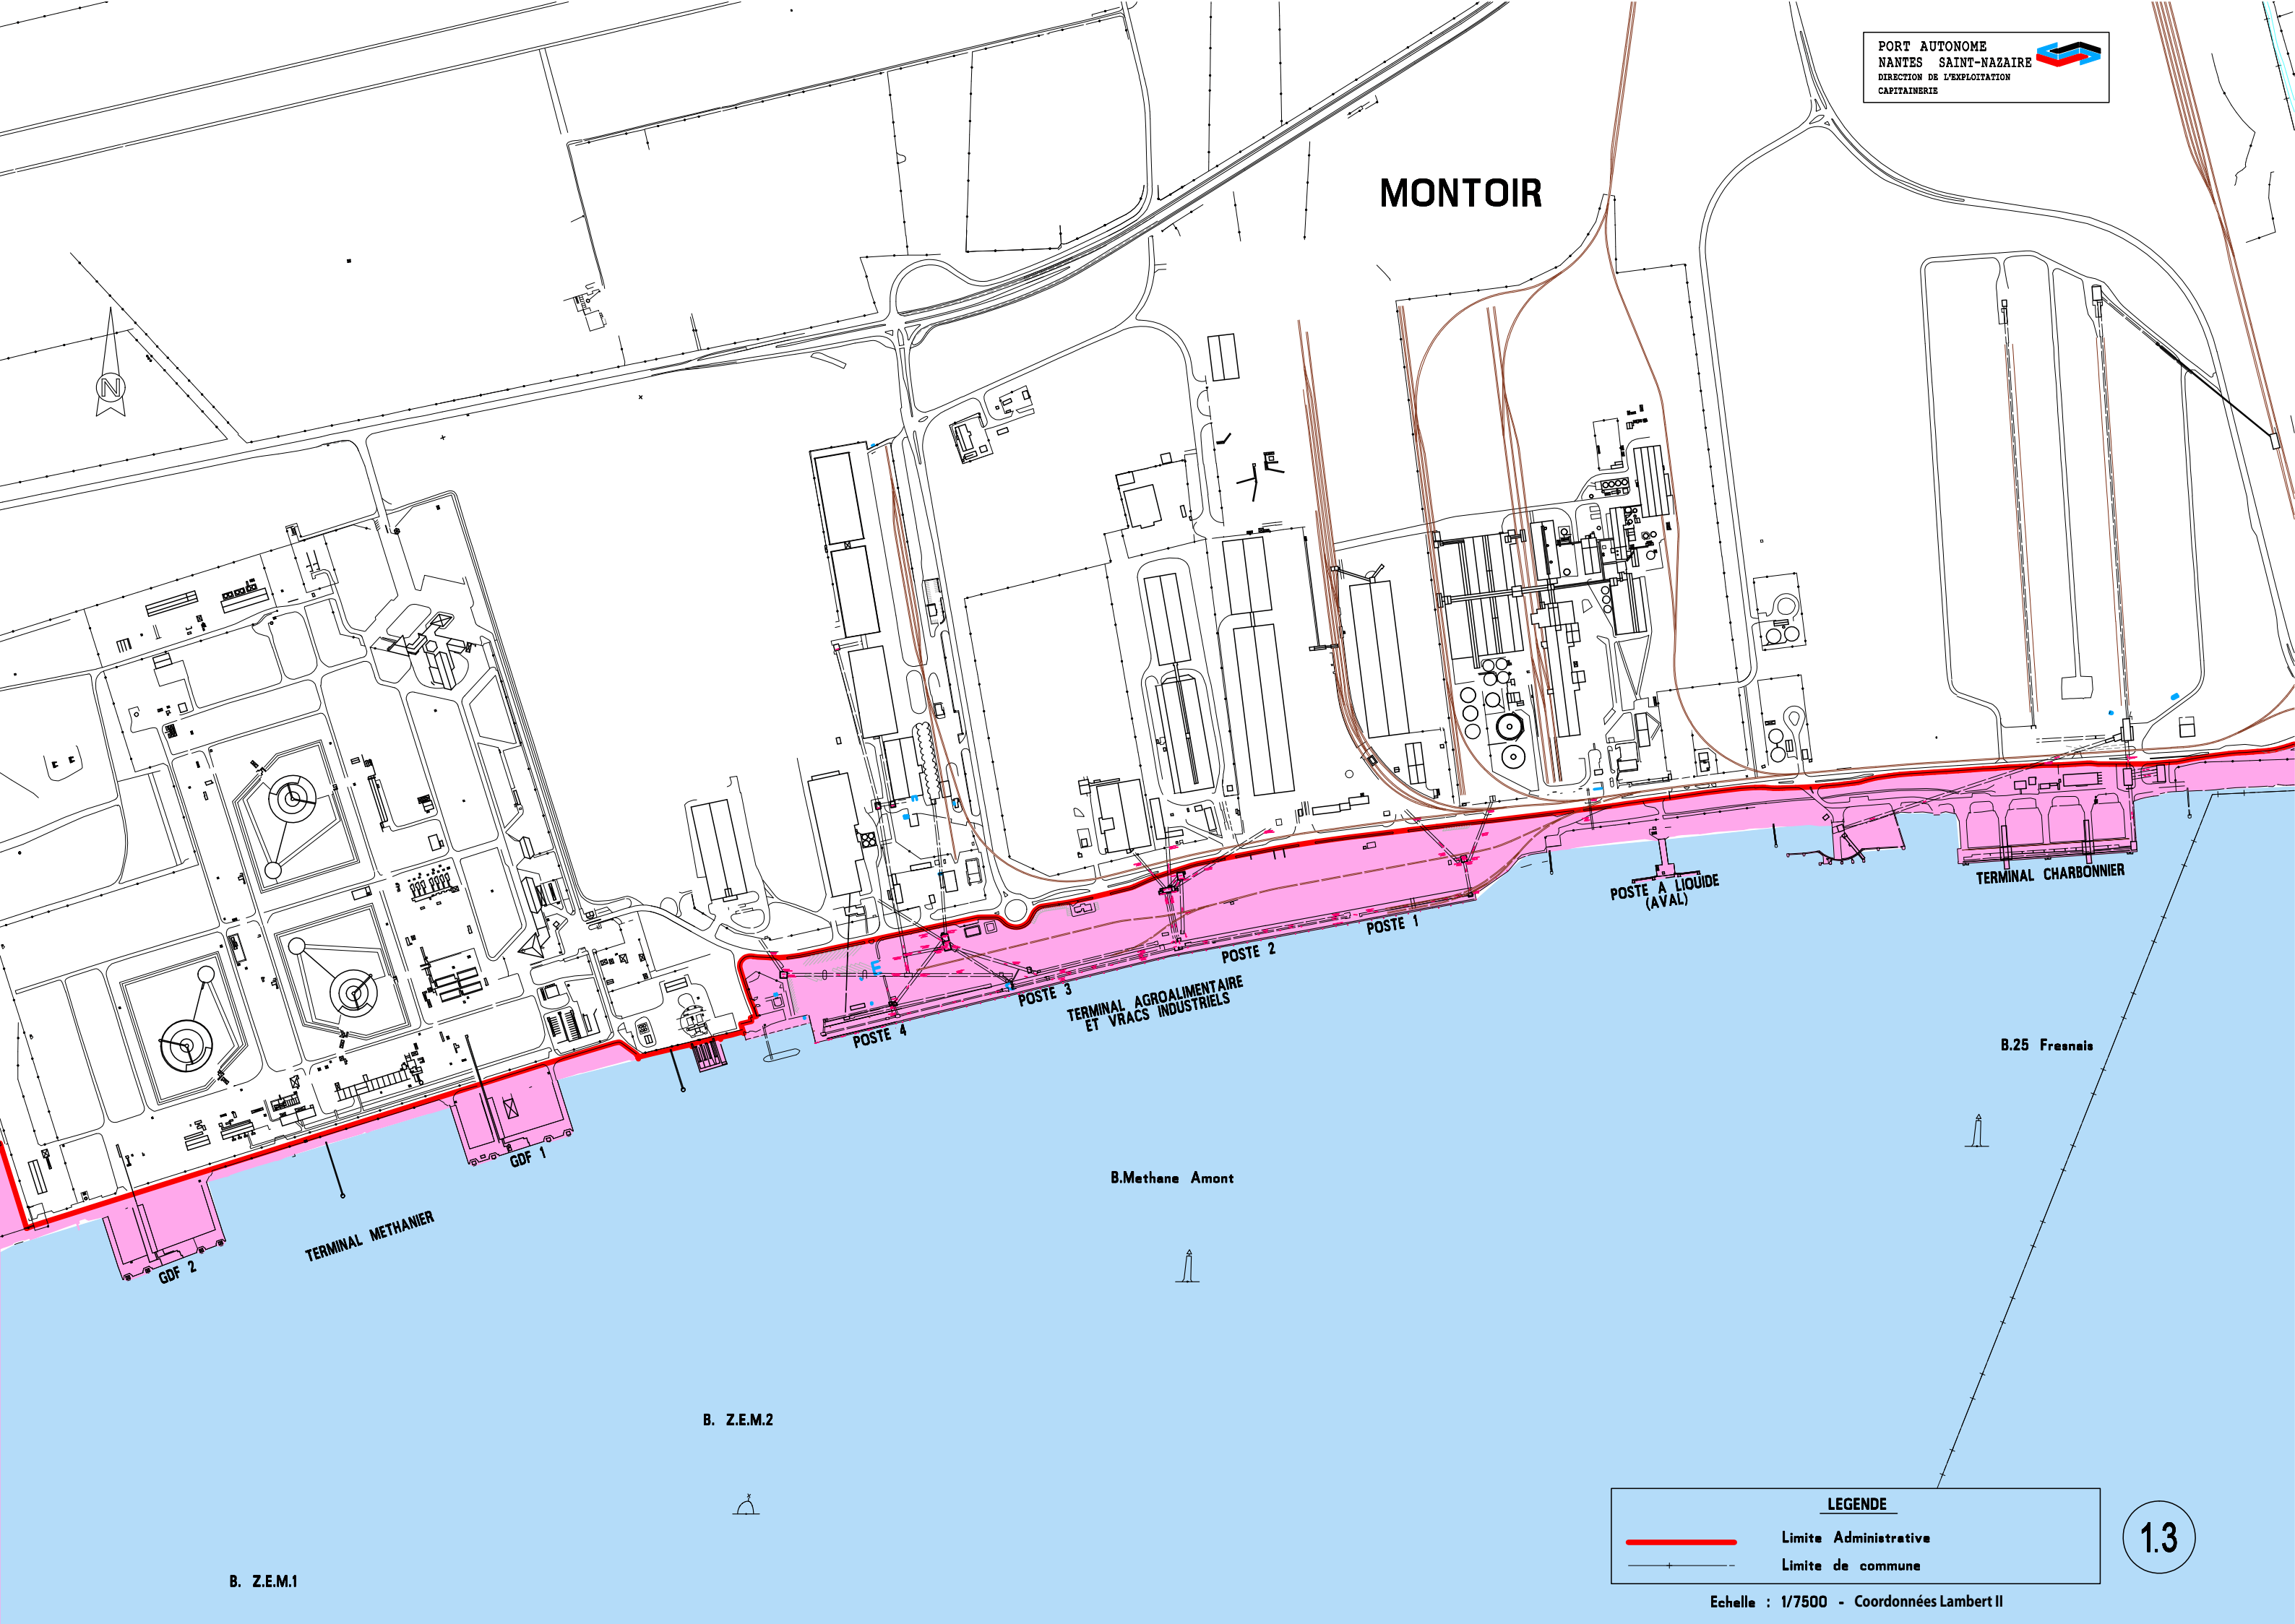 PORT AUTONOME
NANTES SAINT-NAZAIRE
DIRECTION DE L'EXPLOITATION
CAPITAINERIE
MONTOIR
N
TERMINAL CHARBONNIER
POSTE A LIQUIDE
(AVAL)
POSTE 1
POSTE 2
POSTE 3
TERMINAL AGROALIMENTAIRE
ET VRACS INDUSTRIELS
POSTE 4
B.25 Fresnais
GDF 1
B.Methane Amont
TERMINAL METHANIER
GDF 2
B. Z.E.M.2
B. Z.E.M.1
LEGENDE
Limite Administrative
Limite de commune
1.3
Echelle : 1/7500 - Coordonnées Lambert II